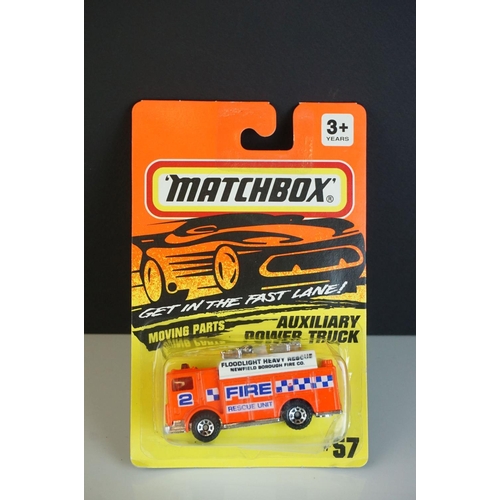 3+
YEARS
MATCHBOX®
GET IN THE FAST LANE!
MOVING PARTS
AUXILIARY
POWER TRUCK
FLOODLIGHT HEAVY RESCUE
NEWFIELD BOROUGH FIRE CO.
2
FIRE
RESCUE UNIT
57